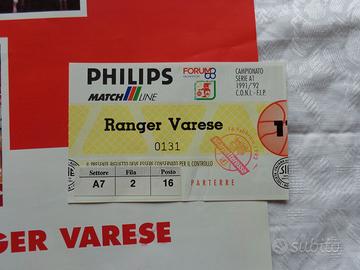 PHILIPS
MATCH LINE
FORUM
CAMPIONATO
SERIE A1
1991/92
C.O.N.I. - F.I.P.
Ranger Varese
0131
IL PRESENTE BIGLIETTO DEVE ESSERE CONSERVATO PER IL CONTROLLO
Settore Fila Posto
A7 2 16
PARTERRE
GER VARESE
subito